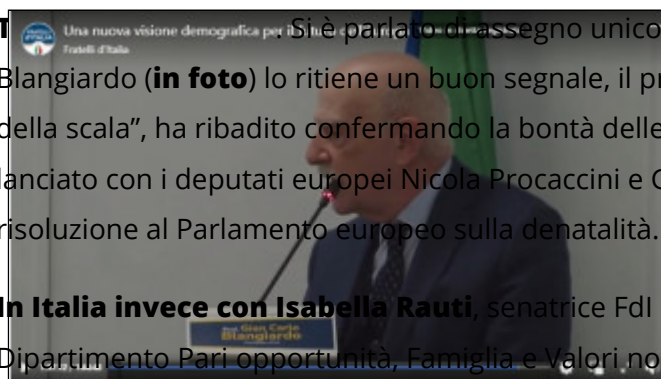 Una nuova visione demografica per il
Fratelli d'Italia
. Si è parlato di assegno unico
Blangiardo (in foto) lo ritiene un buon segnale, il pr
della scala”, ha ribadito confermando la bontà delle
lanciato con i deputati europei Nicola Procaccini e C
risoluzione al Parlamento europeo sulla denatalità.
In Italia invece con Isabella Rauti, senatrice FdI
Prof. Gian Carlo
Blangiardo
Dipartimento Pari opportunità, Famiglia e Valori no